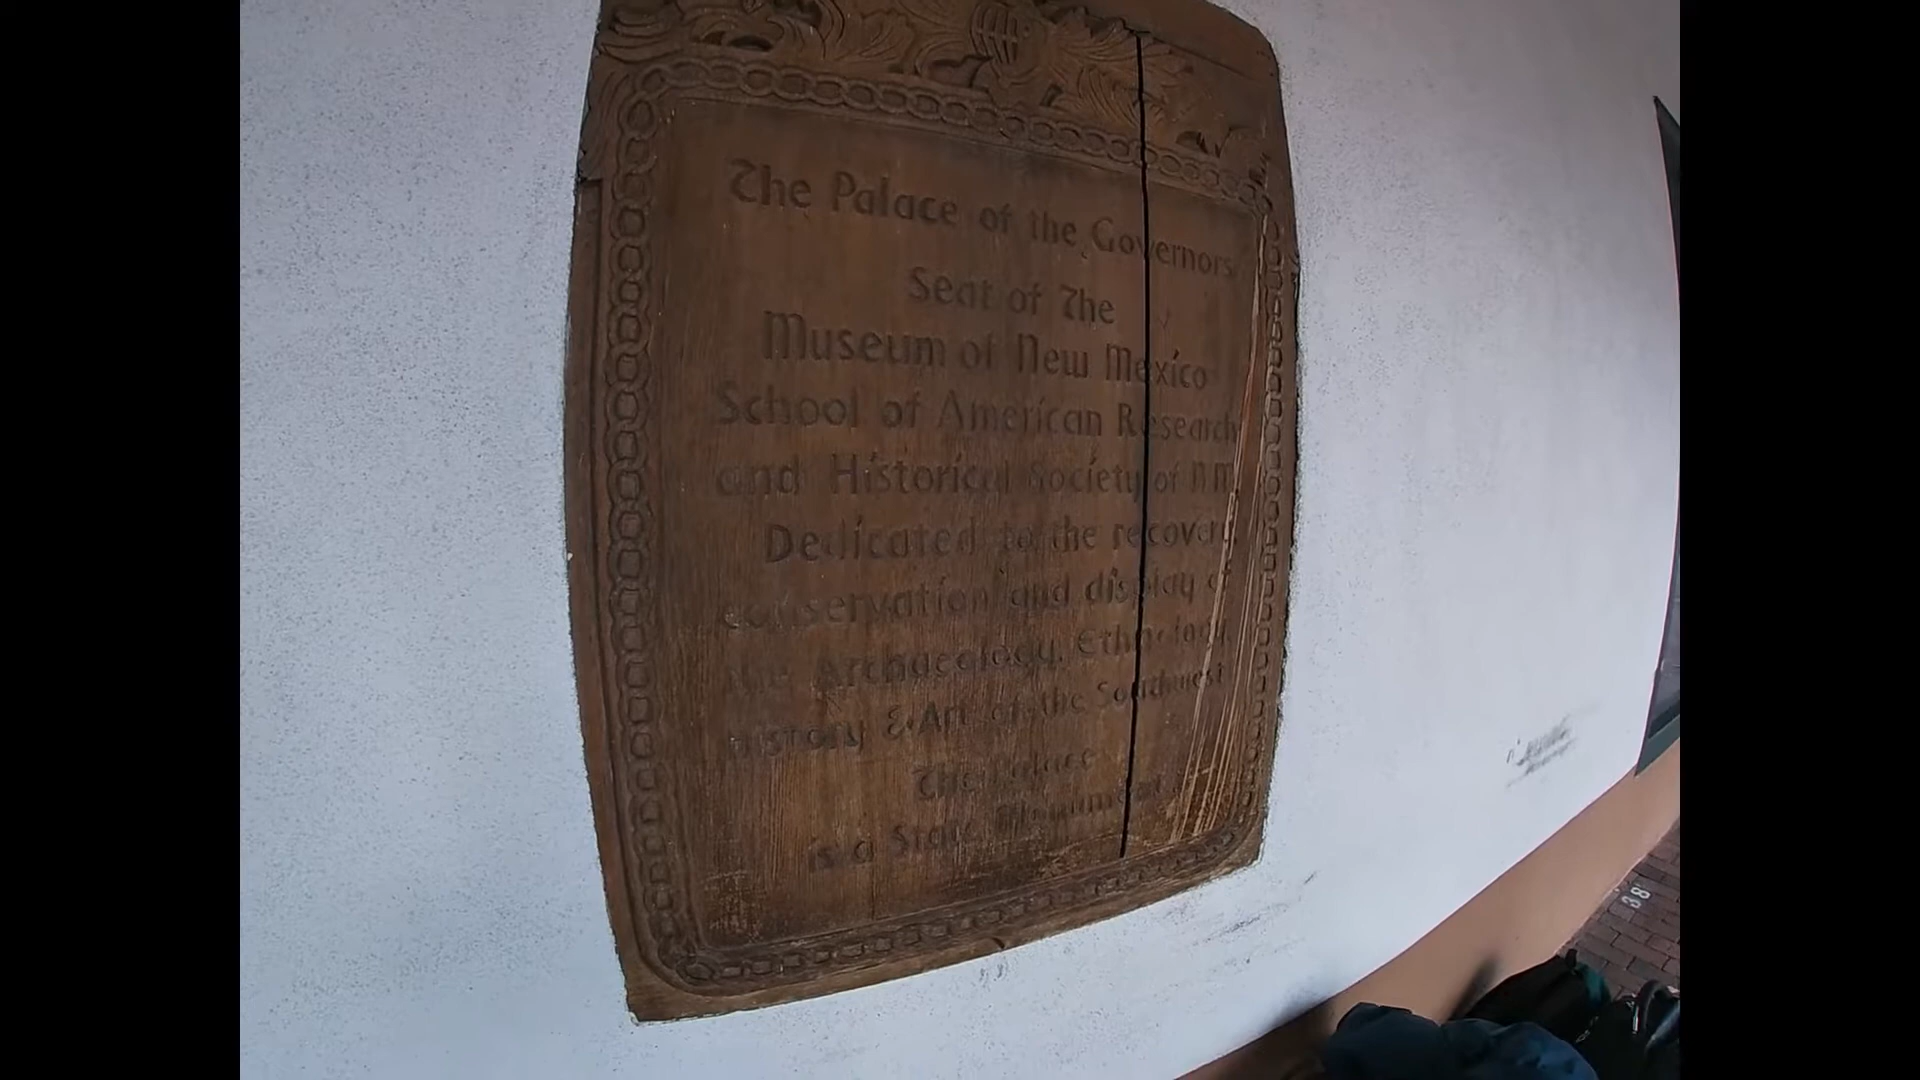 The Palace of the Governors
Seat of The
Museum of New Mexico
School of American Research
and Historical Society of N M
Dedicated to the recovery
conservation and display of
the Archaeology, Ethnology,
History & Art of the Southwest
The Palace
is a State Monument
38